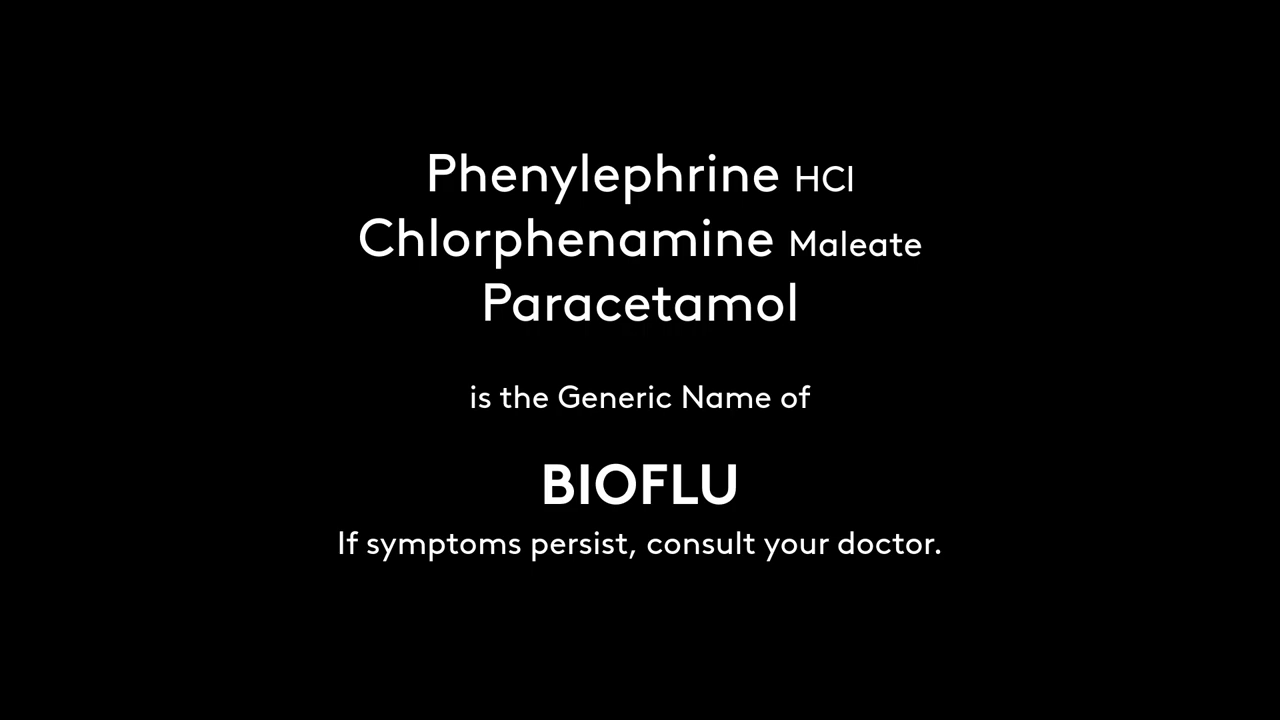 Phenylephrine HCl
Chlorphenamine Maleate
Paracetamol
is the Generic Name of
BIOFLU
If symptoms persist, consult your doctor.